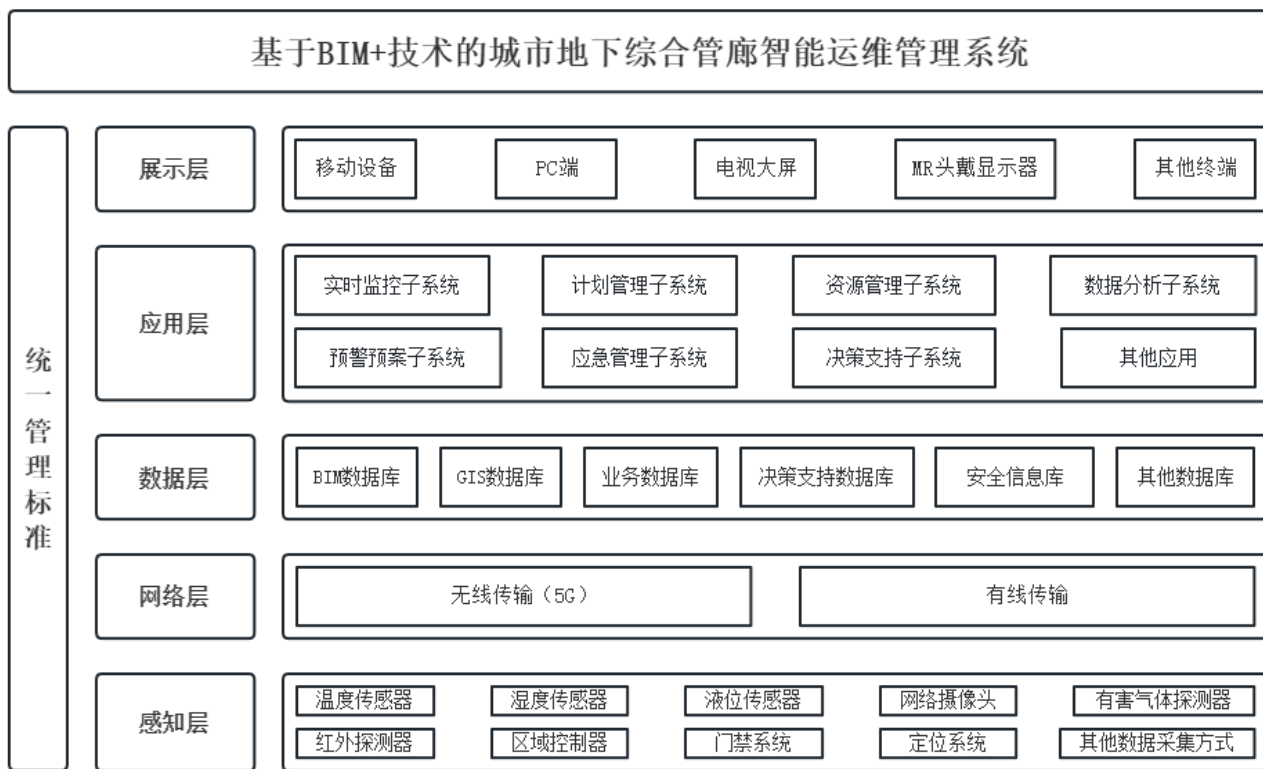 基于BIM+技术的城市地下综合管廊智能运维管理系统
统一管理标准
展示层
移动设备
PC端
电视大屏
MR头戴显示器
其他终端
应用层
实时监控子系统
计划管理子系统
资源管理子系统
数据分析子系统
预警预案子系统
应急管理子系统
决策支持子系统
其他应用
数据层
BIM数据库
GIS数据库
业务数据库
决策支持数据库
安全信息库
其他数据库
网络层
无线传输（5G）
有线传输
感知层
温度传感器
湿度传感器
液位传感器
网络摄像头
有害气体探测器
红外探测器
区域控制器
门禁系统
定位系统
其他数据采集方式